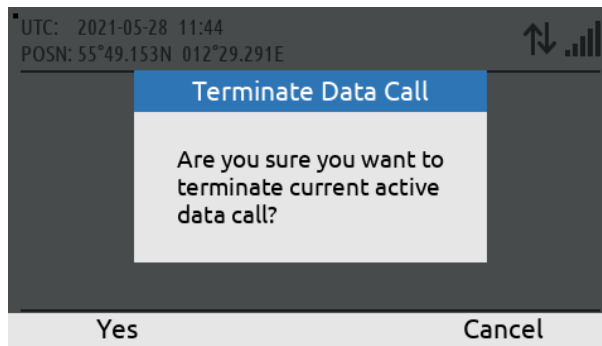 UTC: 2021-05-28 11:44
POSN: 55°49.153N 012°29.291E
Terminate Data Call
Are you sure you want to
terminate current active
data call?
Yes Cancel